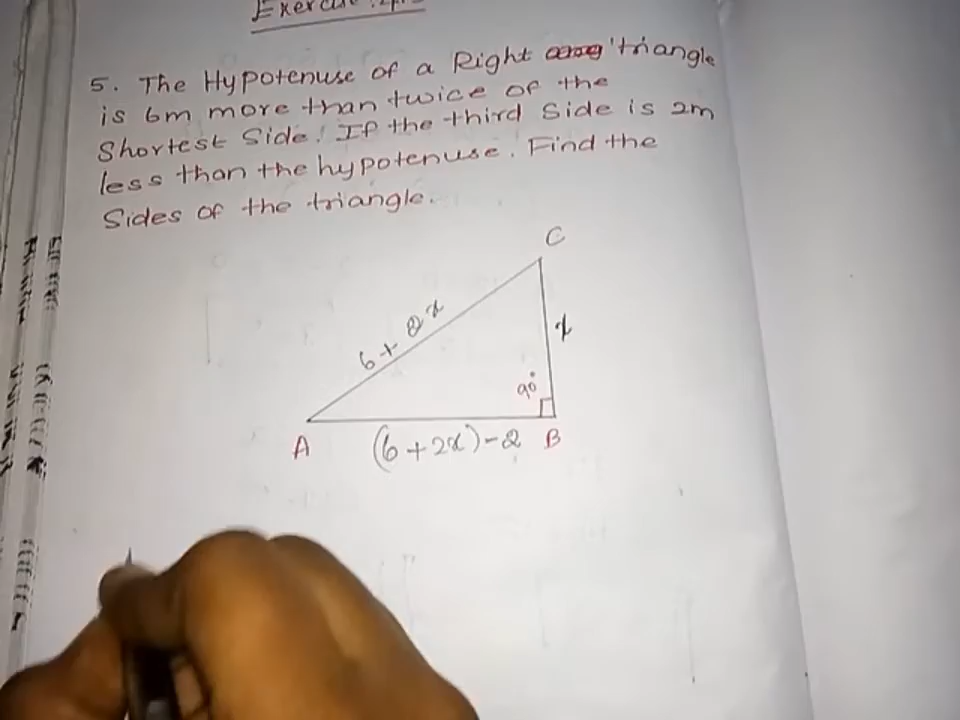 5. The Hypotenuse of a Right triangle
is 6m more than twice of the
Shortest Side. If the third Side is 2m
less than the hypotenuse. Find the
Sides of the triangle.
C
6+2x
x
90°
A
(6+2x)-2
B